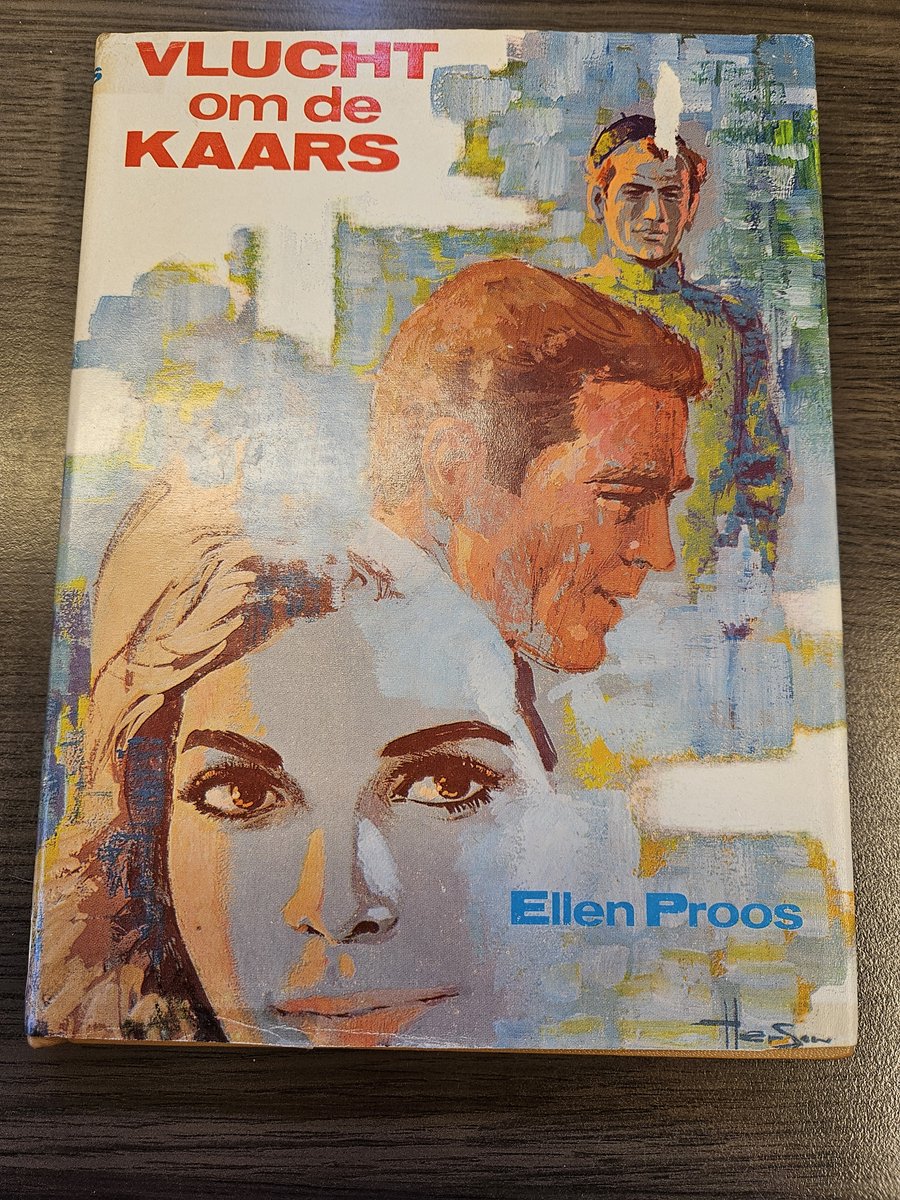 VLUCHT
om de
KAARS
Ellen Proos